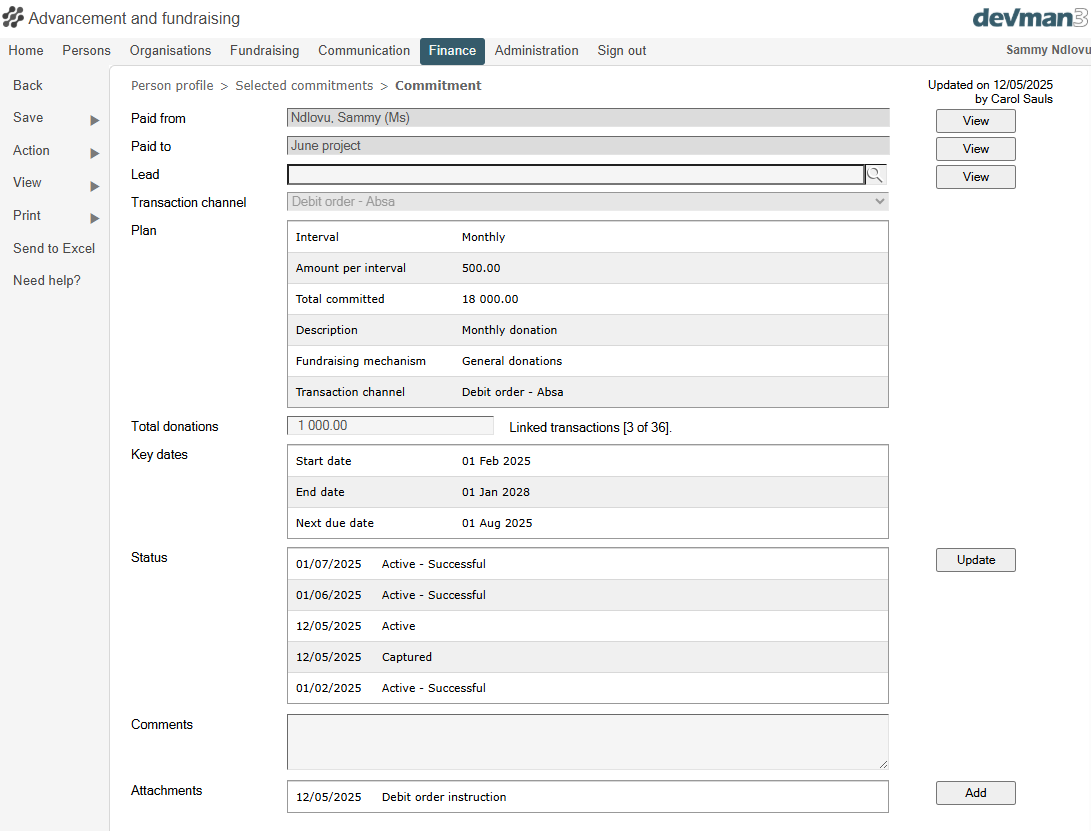 Advancement and fundraising
devman3
Home Persons Organisations Fundraising Communication Finance Administration Sign out
Sammy Ndlovu
Back
Save
Action
View
Print
Send to Excel
Need help?
Person profile > Selected commitments > Commitment
Updated on 12/05/2025
by Carol Sauls
Paid from Ndlovu, Sammy (Ms) View
Paid to June project View
Lead View
Transaction channel Debit order - Absa
Plan
Interval Monthly
Amount per interval 500.00
Total committed 18 000.00
Description Monthly donation
Fundraising mechanism General donations
Transaction channel Debit order - Absa
Total donations 1 000.00 Linked transactions [3 of 36].
Key dates
Start date 01 Feb 2025
End date 01 Jan 2028
Next due date 01 Aug 2025
Status Update
01/07/2025 Active - Successful
01/06/2025 Active - Successful
12/05/2025 Active
12/05/2025 Captured
01/02/2025 Active - Successful
Comments
Attachments Add
12/05/2025 Debit order instruction